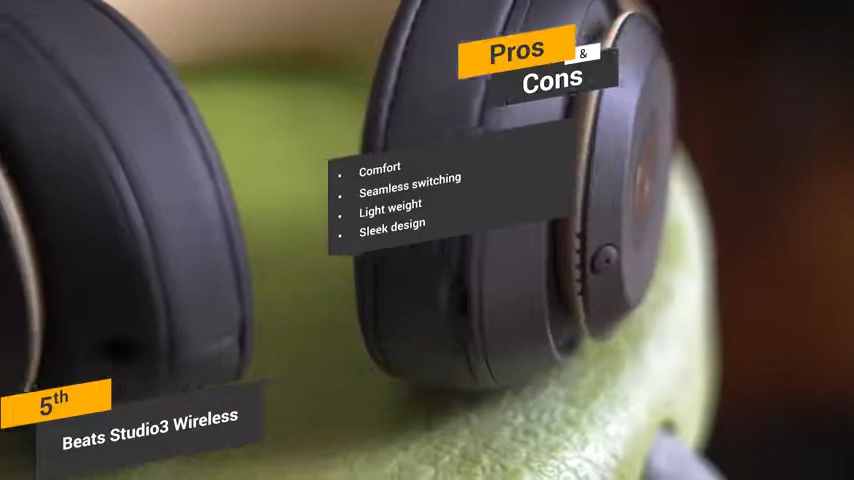 Pros
&
Cons
• Comfort
• Seamless switching
• Light weight
• Sleek design
5th
Beats Studio3 Wireless